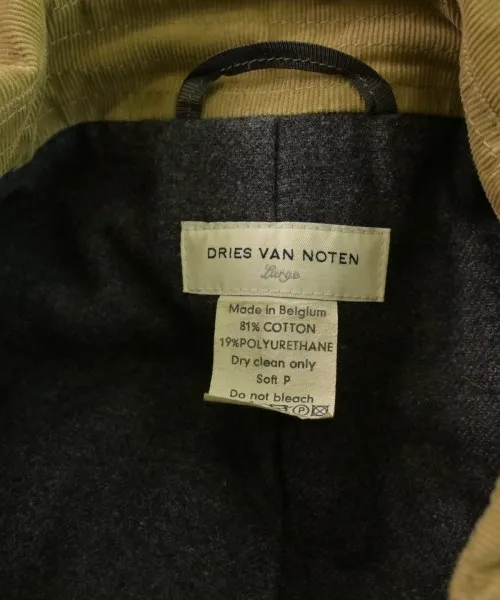 DRIES VAN NOTEN
Large
Made in Belgium
81% COTTON
19%POLYURETHANE
Dry clean only
Soft P
Do not bleach
P